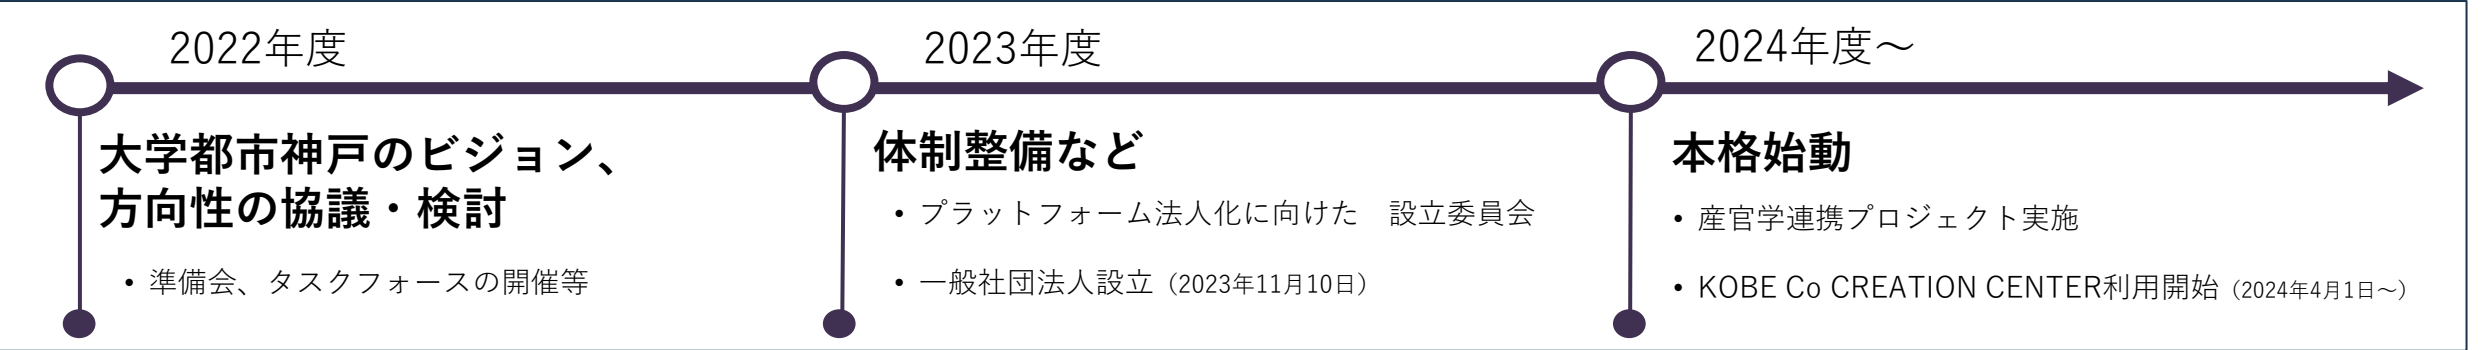 2022年度
大学都市神戸のビジョン、
方向性の協議・検討
• 準備会、タスクフォースの開催等
2023年度
体制整備など
• プラットフォーム法人化に向けた　設立委員会
• 一般社団法人設立（2023年11月10日）
2024年度～
本格始動
• 産官学連携プロジェクト実施
• KOBE Co CREATION CENTER利用開始（2024年4月1日～）